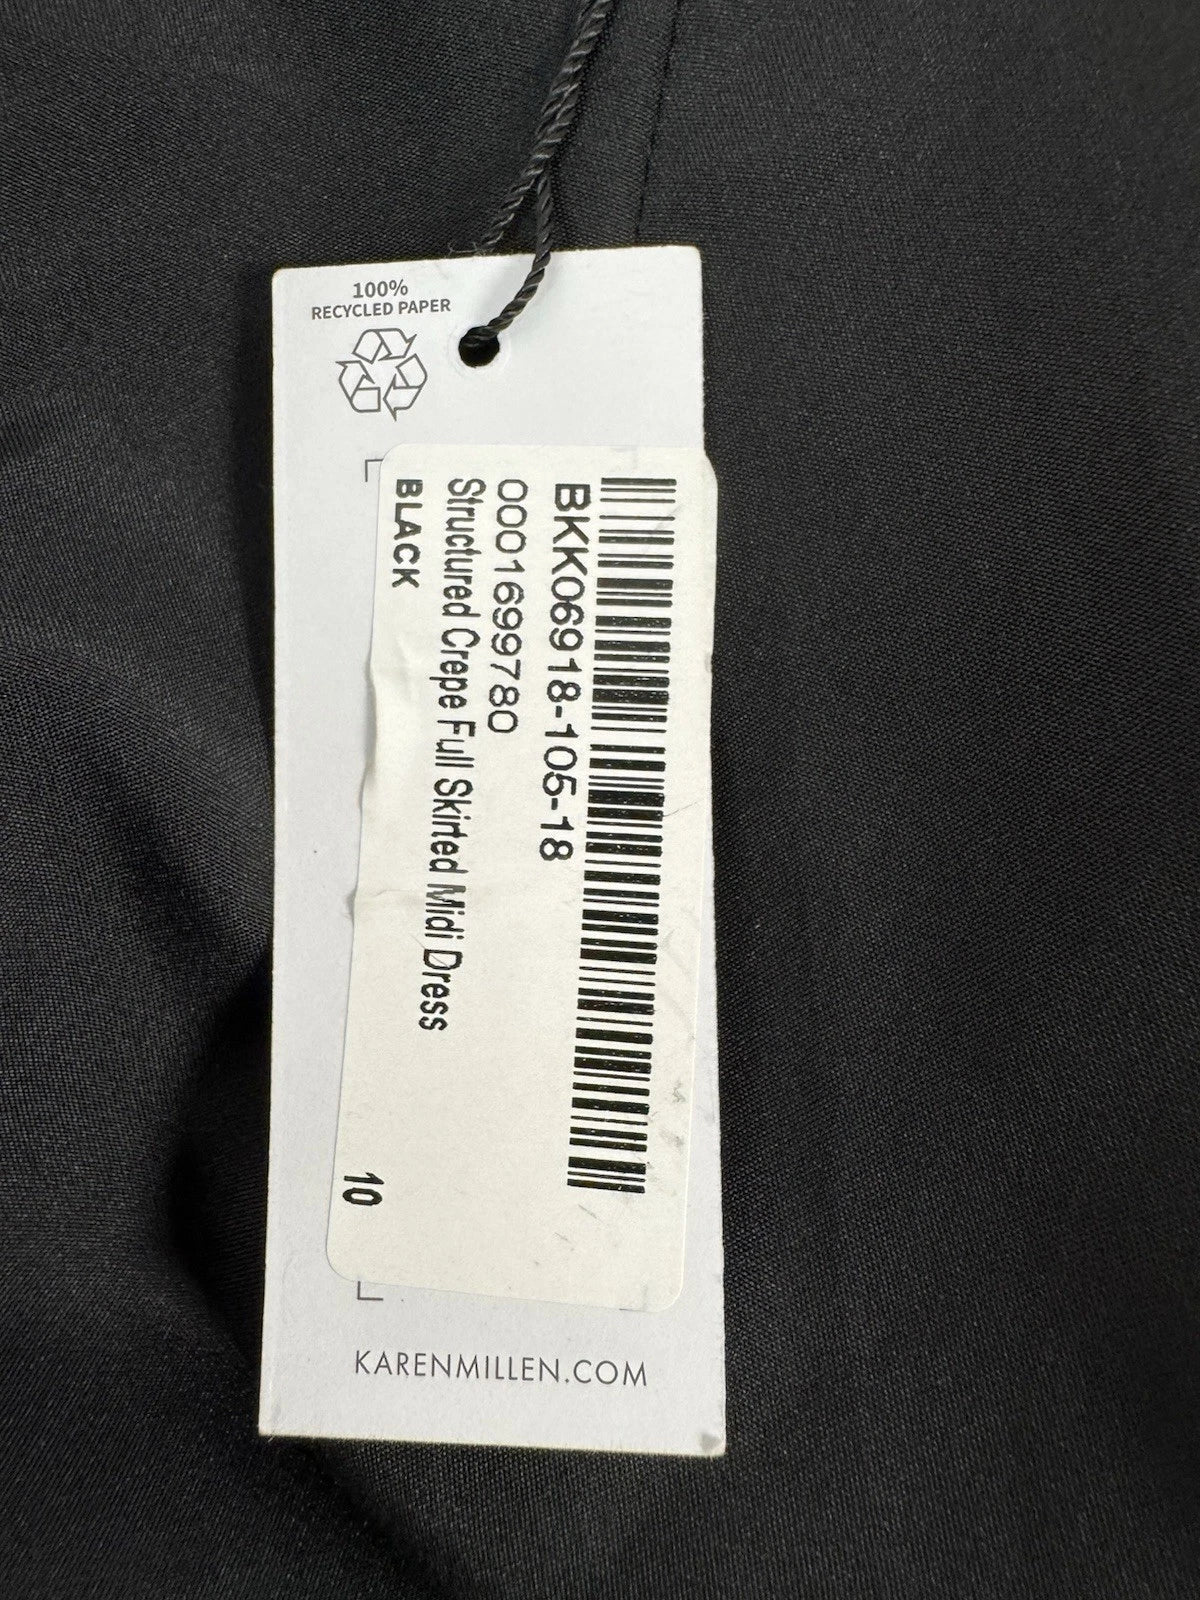 100%
RECYCLED PAPER
BKK06918-105-18
0001699780
Structured Crepe Full Skirted Midi Dress
BLACK
10
KARENMILLEN.COM